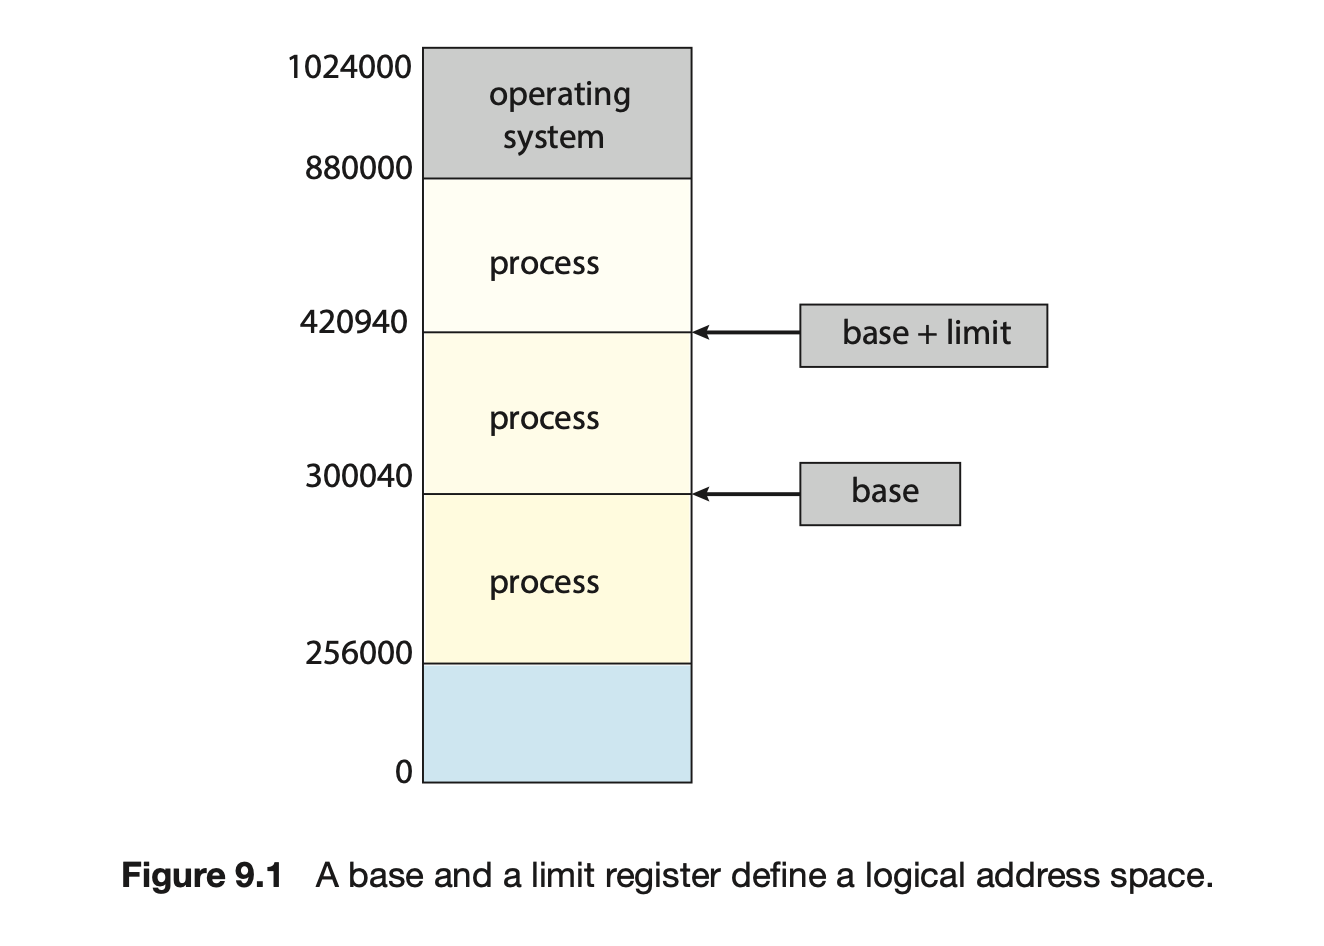 1024000
operating
system
880000
process
420940
base + limit
process
300040
base
process
256000
0
Figure 9.1 A base and a limit register define a logical address space.